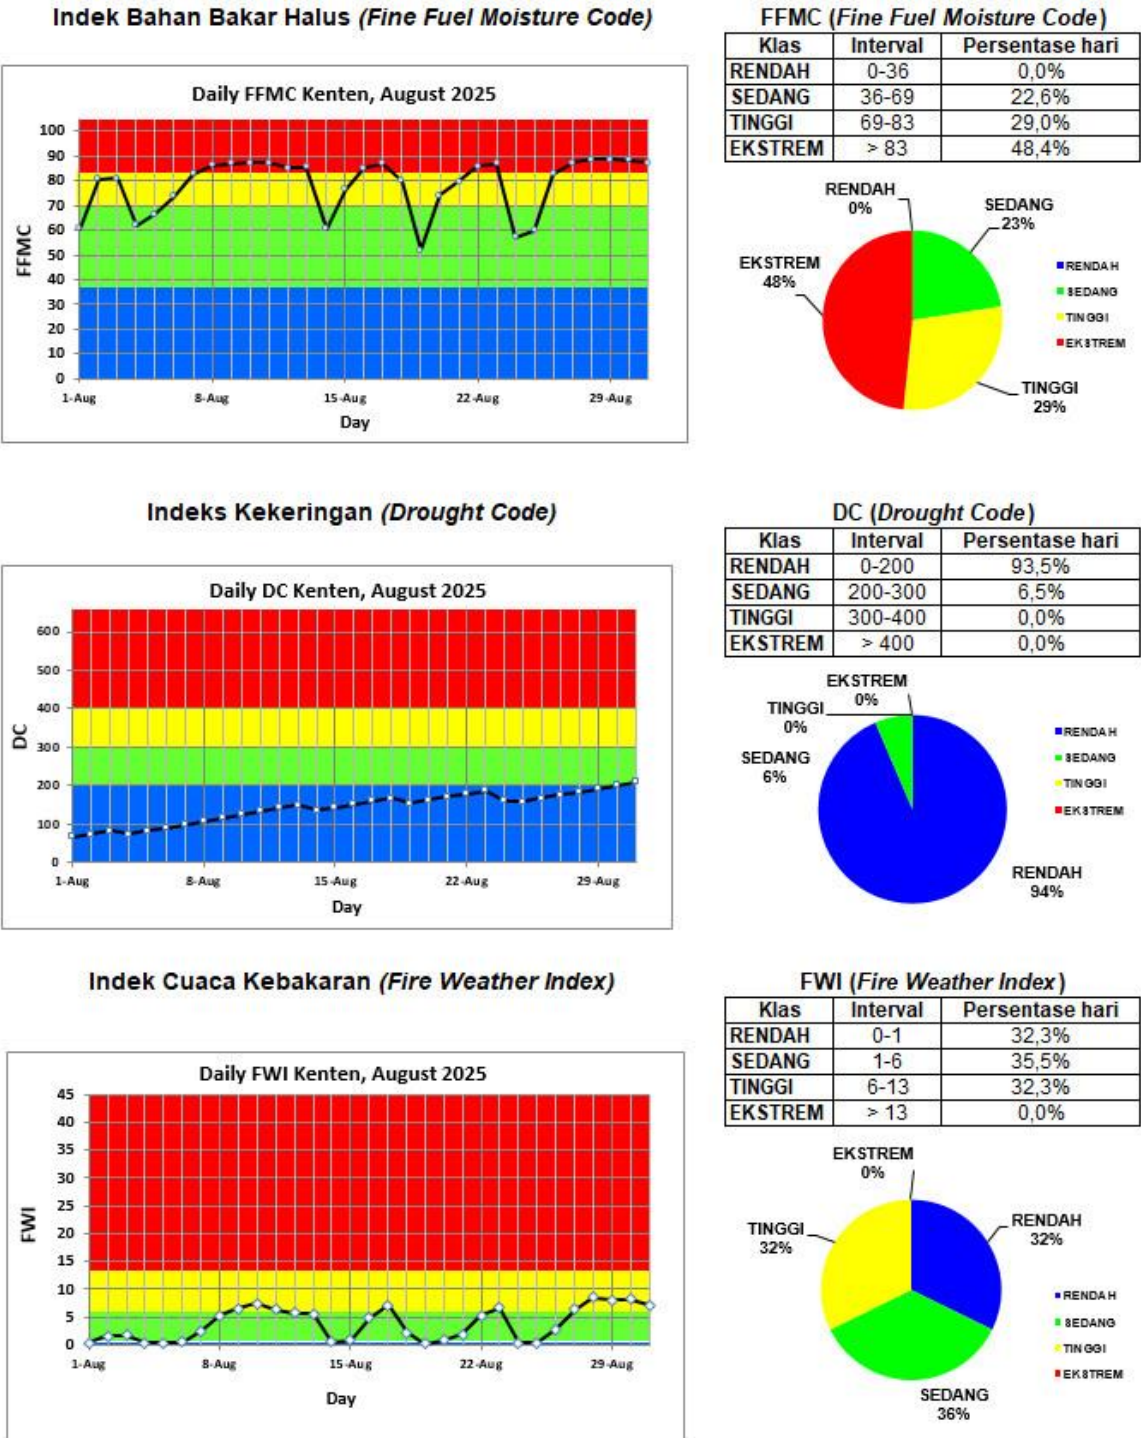 Indek Bahan Bakar Halus (Fine Fuel Moisture Code)
Daily FFMC Kenten, August 2025
100
90
80
70
60
50
40
30
20
10
0
FFMC
1-Aug 8-Aug 15-Aug 22-Aug 29-Aug
Day
FFMC (Fine Fuel Moisture Code)
Klas Interval Persentase hari
RENDAH 0-36 0,0%
SEDANG 36-69 22,6%
TINGGI 69-83 29,0%
EKSTREM > 83 48,4%
RENDAH
0%
SEDANG
23%
EKSTREM
48%
TINGGI
29%
RENDAH
SEDANG
TINGGI
EKSTREM
Indeks Kekeringan (Drought Code)
Daily DC Kenten, August 2025
600
500
400
300
200
100
0
DC
1-Aug 8-Aug 15-Aug 22-Aug 29-Aug
Day
DC (Drought Code)
Klas Interval Persentase hari
RENDAH 0-200 93,5%
SEDANG 200-300 6,5%
TINGGI 300-400 0,0%
EKSTREM > 400 0,0%
EKSTREM
0%
TINGGI
0%
SEDANG
6%
RENDAH
94%
RENDAH
SEDANG
TINGGI
EKSTREM
Indek Cuaca Kebakaran (Fire Weather Index)
Daily FWI Kenten, August 2025
45
40
35
30
25
20
15
10
5
0
FWI
1-Aug 8-Aug 15-Aug 22-Aug 29-Aug
Day
FWI (Fire Weather Index)
Klas Interval Persentase hari
RENDAH 0-1 32,3%
SEDANG 1-6 35,5%
TINGGI 6-13 32,3%
EKSTREM > 13 0,0%
EKSTREM
0%
TINGGI
32%
RENDAH
32%
SEDANG
36%
RENDAH
SEDANG
TINGGI
EKSTREM